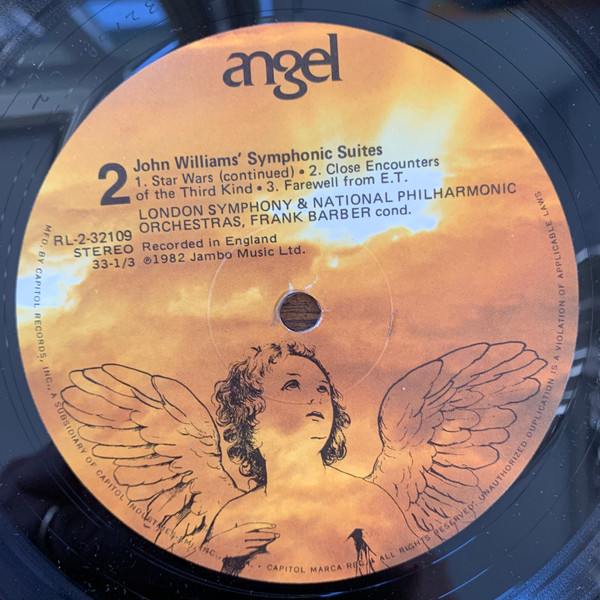 angel
2
John Williams' Symphonic Suites
1. Star Wars (continued) • 2. Close Encounters
of the Third Kind • 3. Farewell from E.T.
LONDON SYMPHONY & NATIONAL PHILHARMONIC
ORCHESTRAS, FRANK BARBER cond.
RL-2-32109
STEREO
33-1/3
Recorded in England
℗1982 Jambo Music Ltd.
MFD. BY CAPITOL RECORDS, INC., A SUBSIDIARY OF CAPITOL INDUSTRIES-EMI, INC., • CAPITOL MARCA REG. • ALL RIGHTS RESERVED. UNAUTHORIZED DUPLICATION IS A VIOLATION OF APPLICABLE LAWS